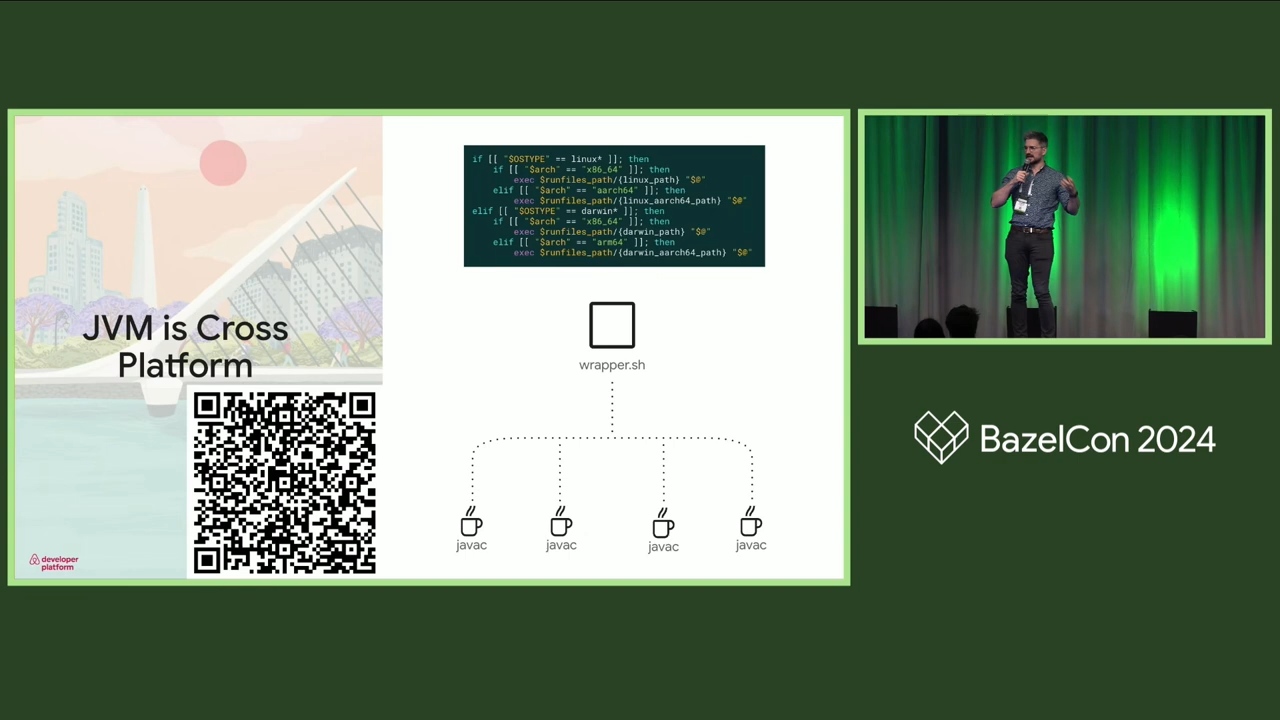 JVM is Cross
Platform
developer
platform
if [[ "$OSTYPE" == linux* ]]; then
    if [[ "$arch" == "x86_64" ]]; then
        exec $runfiles_path/{linux_path} "$@"
    elif [[ "$arch" == "aarch64" ]]; then
        exec $runfiles_path/{linux_aarch64_path} "$@"
elif [[ "$OSTYPE" == darwin* ]]; then
    if [[ "$arch" == "x86_64" ]]; then
        exec $runfiles_path/{darwin_path} "$@"
    elif [[ "$arch" == "arm64" ]]; then
        exec $runfiles_path/{darwin_aarch64_path} "$@"
wrapper.sh
javac
javac
javac
javac
BazelCon 2024